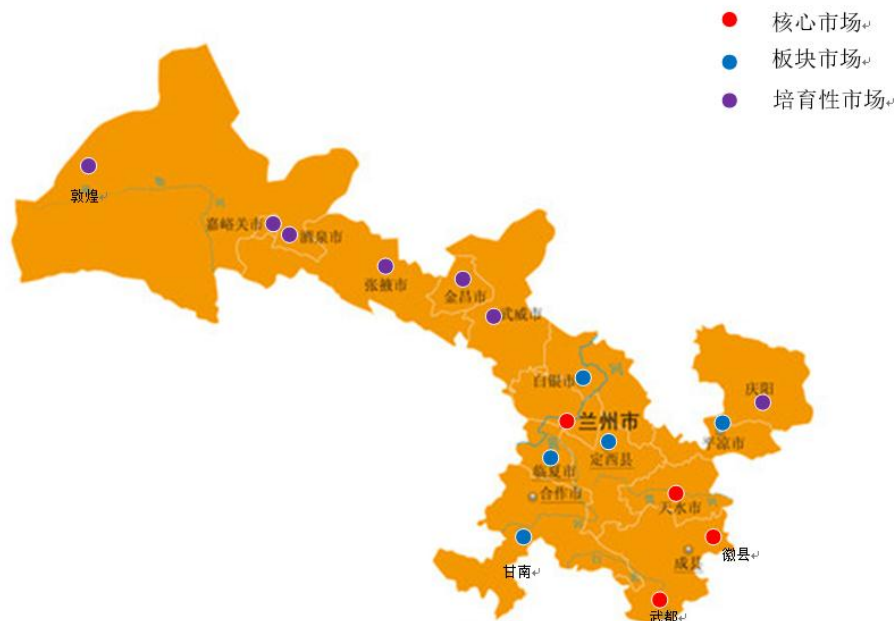 核心市场
板块市场
培育性市场
敦煌
嘉峪关市
酒泉市
张掖市
金昌市
武威市
白银市
河
庆阳
兰州市
平凉市
定西县
临夏市
合作市
天水市
甘南
成县
徽县
武都